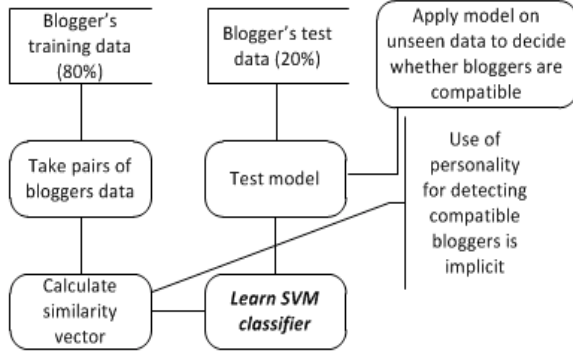 Blogger's
training data
(80%)
Blogger's test
data (20%)
Apply model on
unseen data to decide
whether bloggers are
compatible
Take pairs of
bloggers data
Test model
Use of
personality
for detecting
compatible
bloggers is
implicit
Calculate
similarity
vector
Learn SVM
classifier